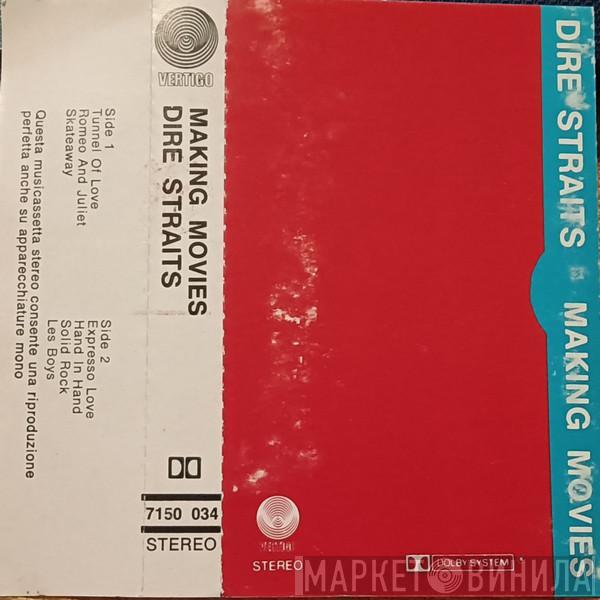 VERTIGO
Side 1
Tunnel Of Love
Romeo And Juliet
Skateaway
Side 2
Expresso Love
Hand In Hand
Solid Rock
Les Boys
Questa musicassetta stereo consente una riproduzione
perfetta anche su apparecchiature mono
MAKING MOVIES
DIRE STRAITS
7150 034
STEREO
VERTIGO
STEREO
DOLBY SYSTEM
DIRE STRAITS MAKING MOVIES
МАРКЕТ ВИНИЛА